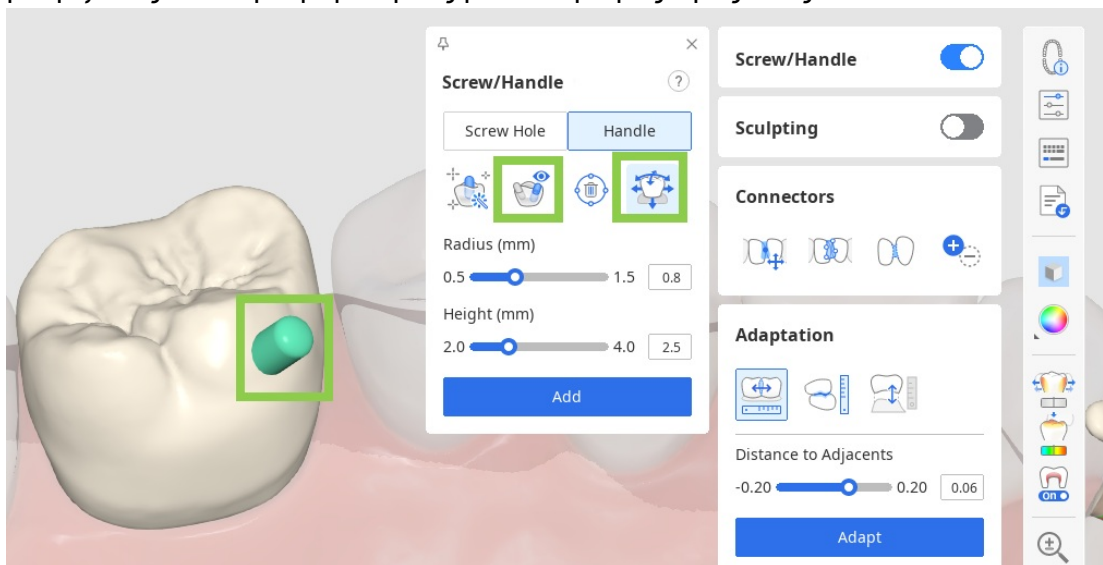 Screw/Handle
?
Screw Hole
Handle
Radius (mm)
0.5
1.5
0.8
Height (mm)
2.0
4.0
2.5
Add
Screw/Handle
Sculpting
Connectors
Adaptation
Distance to Adjacents
-0.20
0.20
0.06
Adapt
On